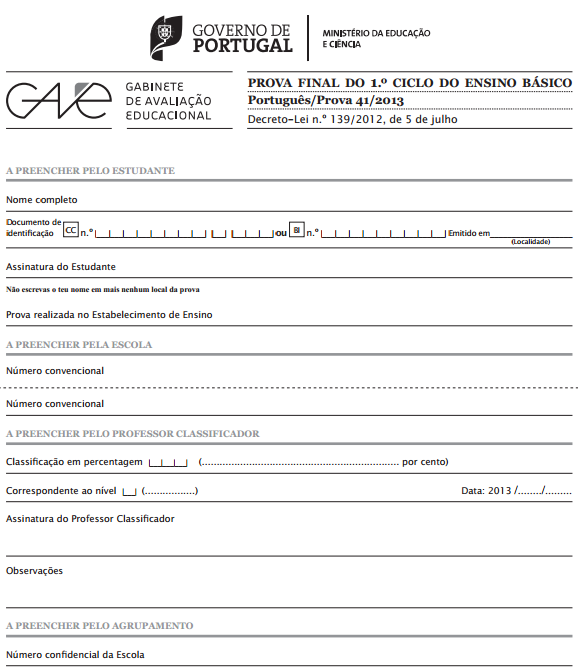 GOVERNO DE
PORTUGAL
MINISTÉRIO DA EDUCAÇÃO
E CIÊNCIA
GAVE
GABINETE
DE AVALIAÇÃO
EDUCACIONAL
PROVA FINAL DO 1.º CICLO DO ENSINO BÁSICO
Português/Prova 41/2013
Decreto-Lei n.º 139/2012, de 5 de julho
A PREENCHER PELO ESTUDANTE
Nome completo
Documento de
identificação CC n.º ou BI n.º Emitido em
(Localidade)
Assinatura do Estudante
Não escrevas o teu nome em mais nenhum local da prova
Prova realizada no Estabelecimento de Ensino
A PREENCHER PELA ESCOLA
Número convencional
Número convencional
A PREENCHER PELO PROFESSOR CLASSIFICADOR
Classificação em percentagem (.................................................................... por cento)
Correspondente ao nível (.................) Data: 2013 /......../.........
Assinatura do Professor Classificador
Observações
A PREENCHER PELO AGRUPAMENTO
Número confidencial da Escola